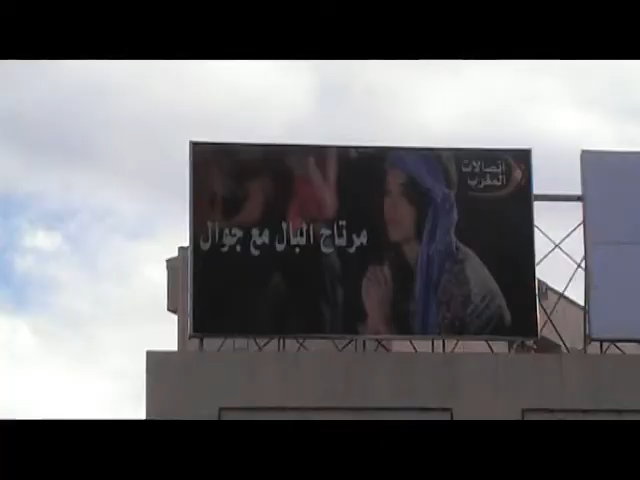 اتصالات
المغرب
مرتاح البال مع جوال